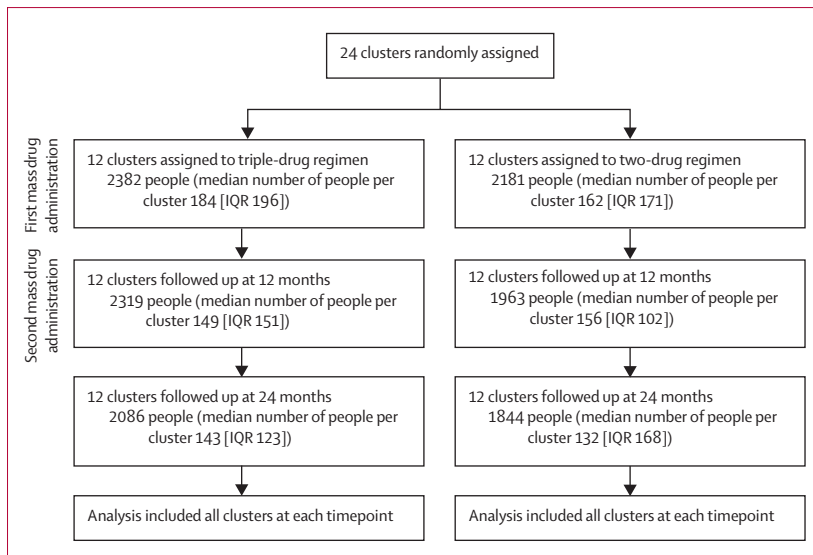 24 clusters randomly assigned
First mass drug
administration
12 clusters assigned to triple-drug regimen
2382 people (median number of people per
cluster 184 [IQR 196])
12 clusters assigned to two-drug regimen
2181 people (median number of people per
cluster 162 [IQR 171])
Second mass drug
administration
12 clusters followed up at 12 months
2319 people (median number of people per
cluster 149 [IQR 151])
12 clusters followed up at 12 months
1963 people (median number of people per
cluster 156 [IQR 102])
12 clusters followed up at 24 months
2086 people (median number of people per
cluster 143 [IQR 123])
12 clusters followed up at 24 months
1844 people (median number of people per
cluster 132 [IQR 168])
Analysis included all clusters at each timepoint
Analysis included all clusters at each timepoint